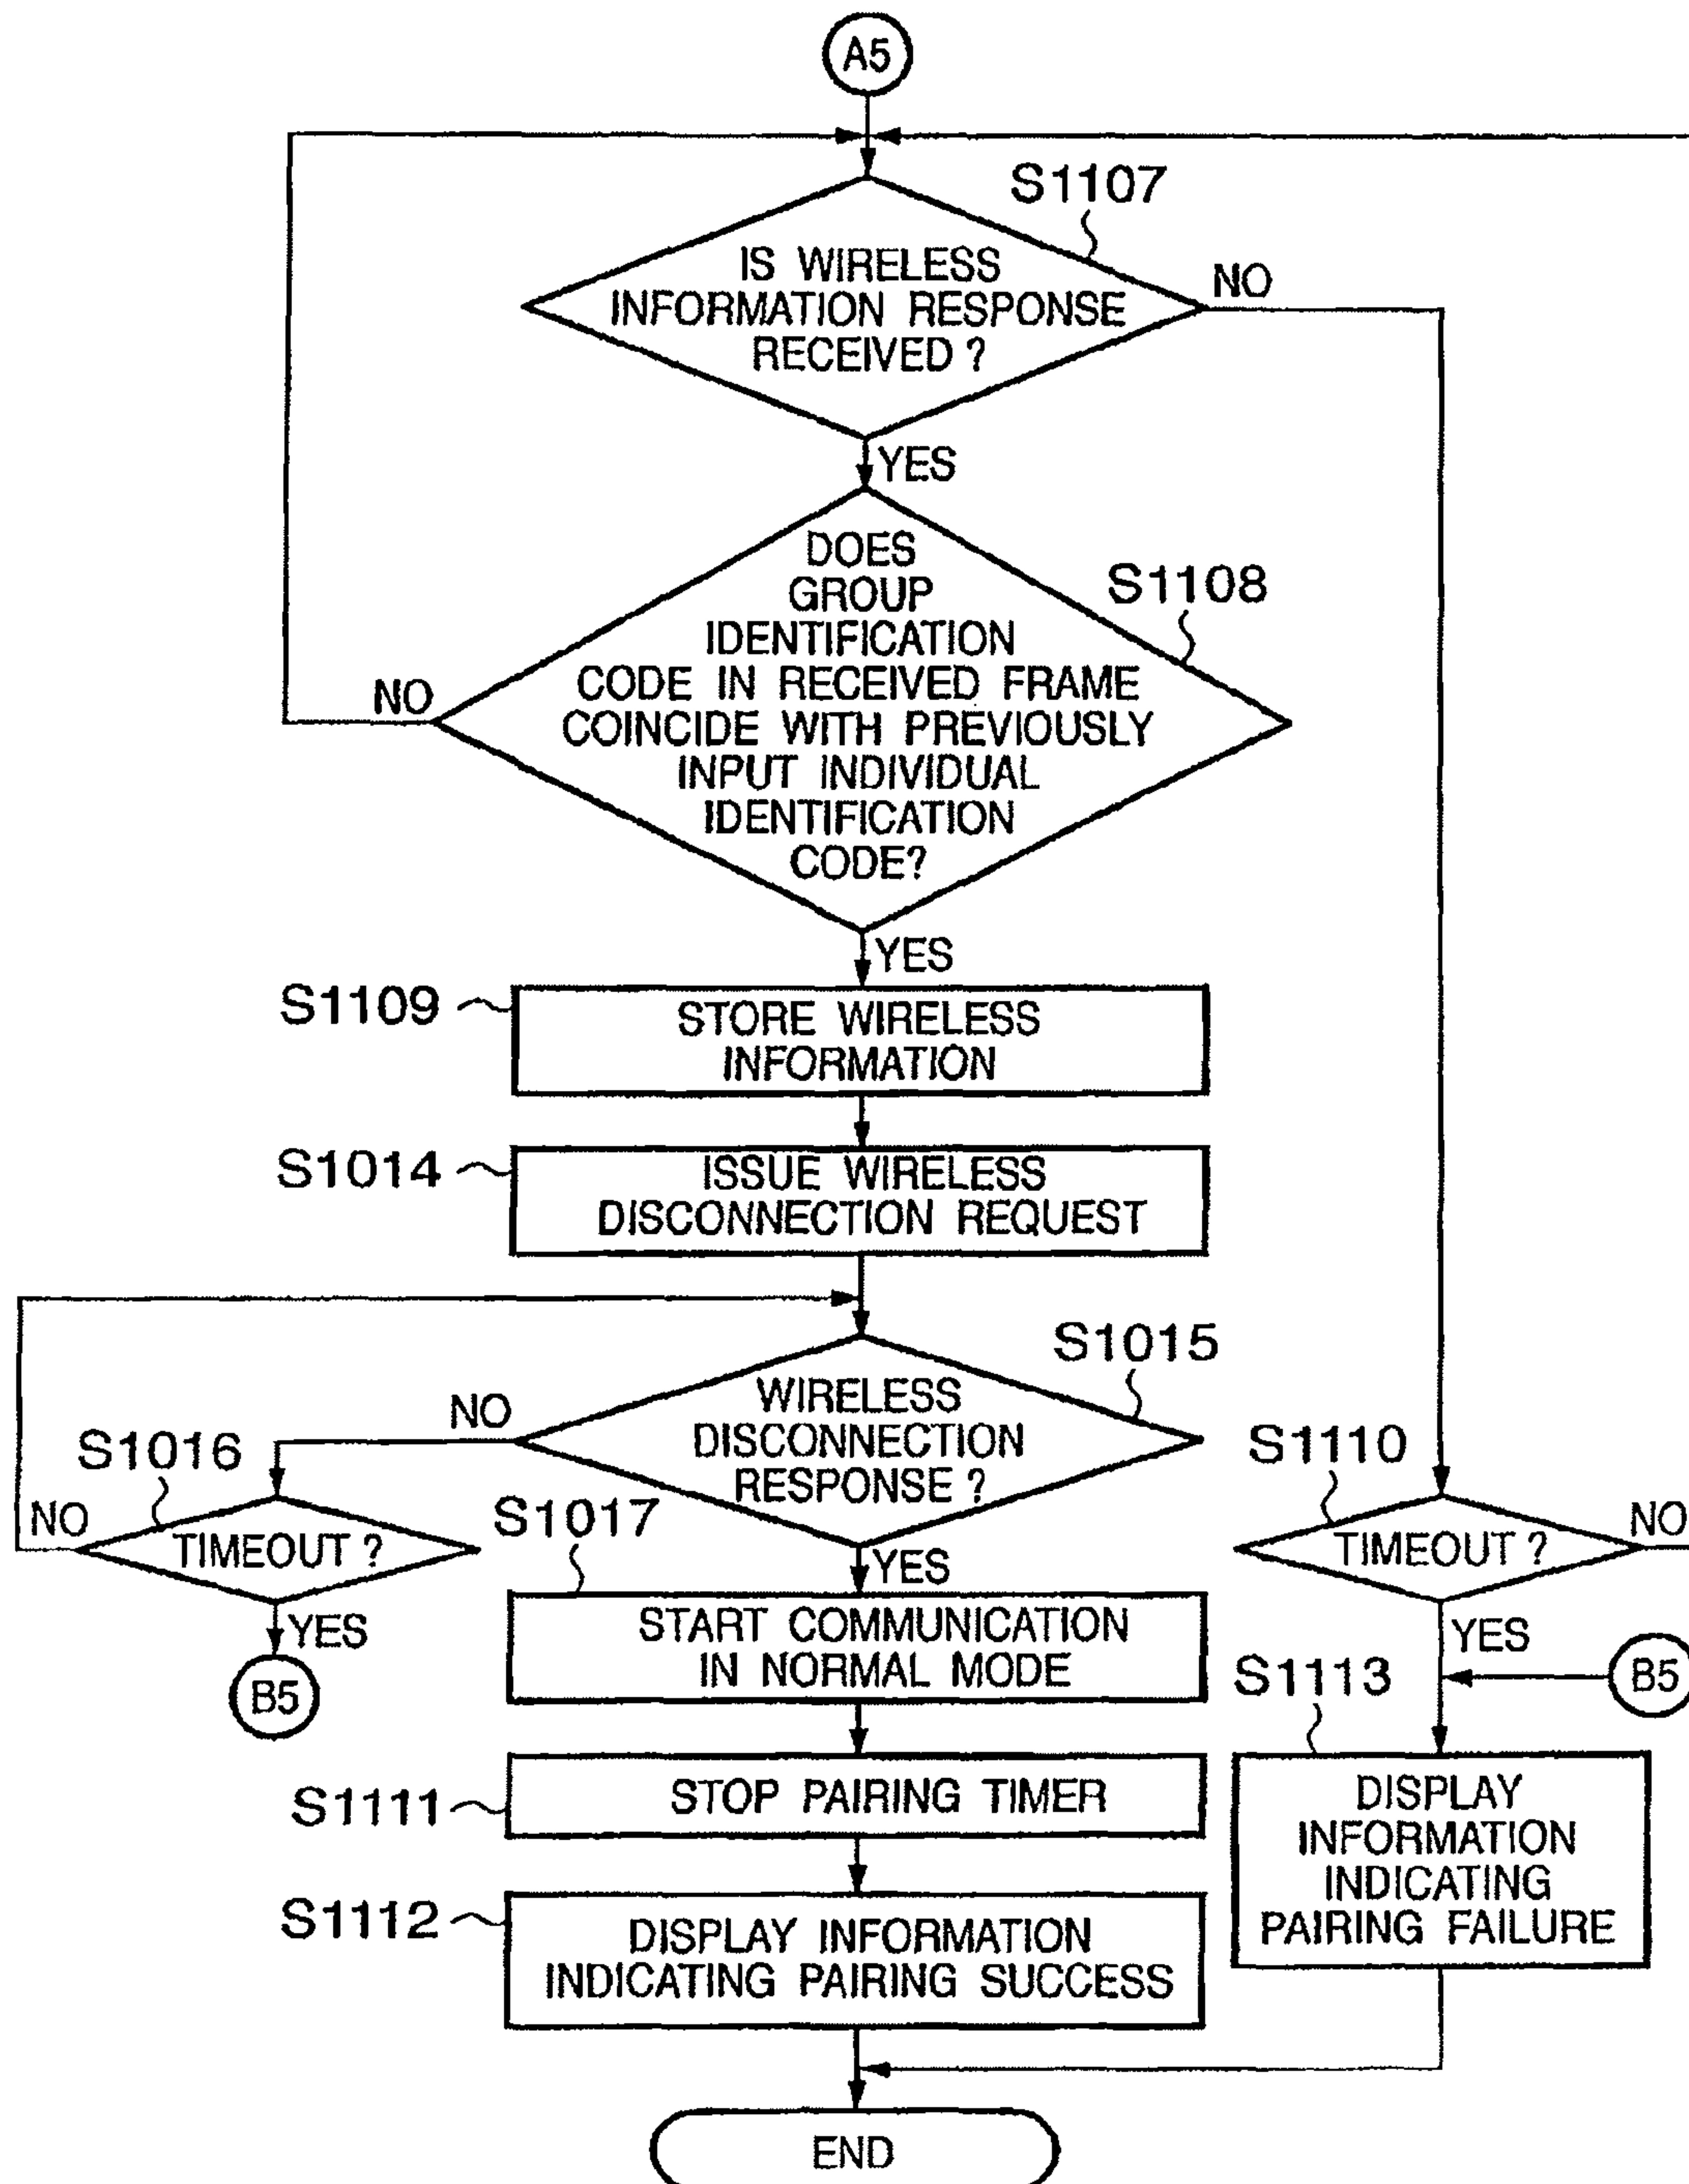 A5
S1107
IS WIRELESS
INFORMATION RESPONSE
RECEIVED ?
NO
YES
DOES
GROUP
IDENTIFICATION
CODE IN RECEIVED FRAME
COINCIDE WITH PREVIOUSLY
INPUT INDIVIDUAL
IDENTIFICATION
CODE?
S1108
NO
YES
S1109
STORE WIRELESS
INFORMATION
S1014
ISSUE WIRELESS
DISCONNECTION REQUEST
S1015
WIRELESS
DISCONNECTION
RESPONSE ?
NO
S1016
NO
TIMEOUT ?
YES
B5
YES
S1017
START COMMUNICATION
IN NORMAL MODE
S1110
TIMEOUT ?
NO
YES
B5
S1113
DISPLAY
INFORMATION
INDICATING
PAIRING FAILURE
S1111
STOP PAIRING TIMER
S1112
DISPLAY INFORMATION
INDICATING PAIRING SUCCESS
END